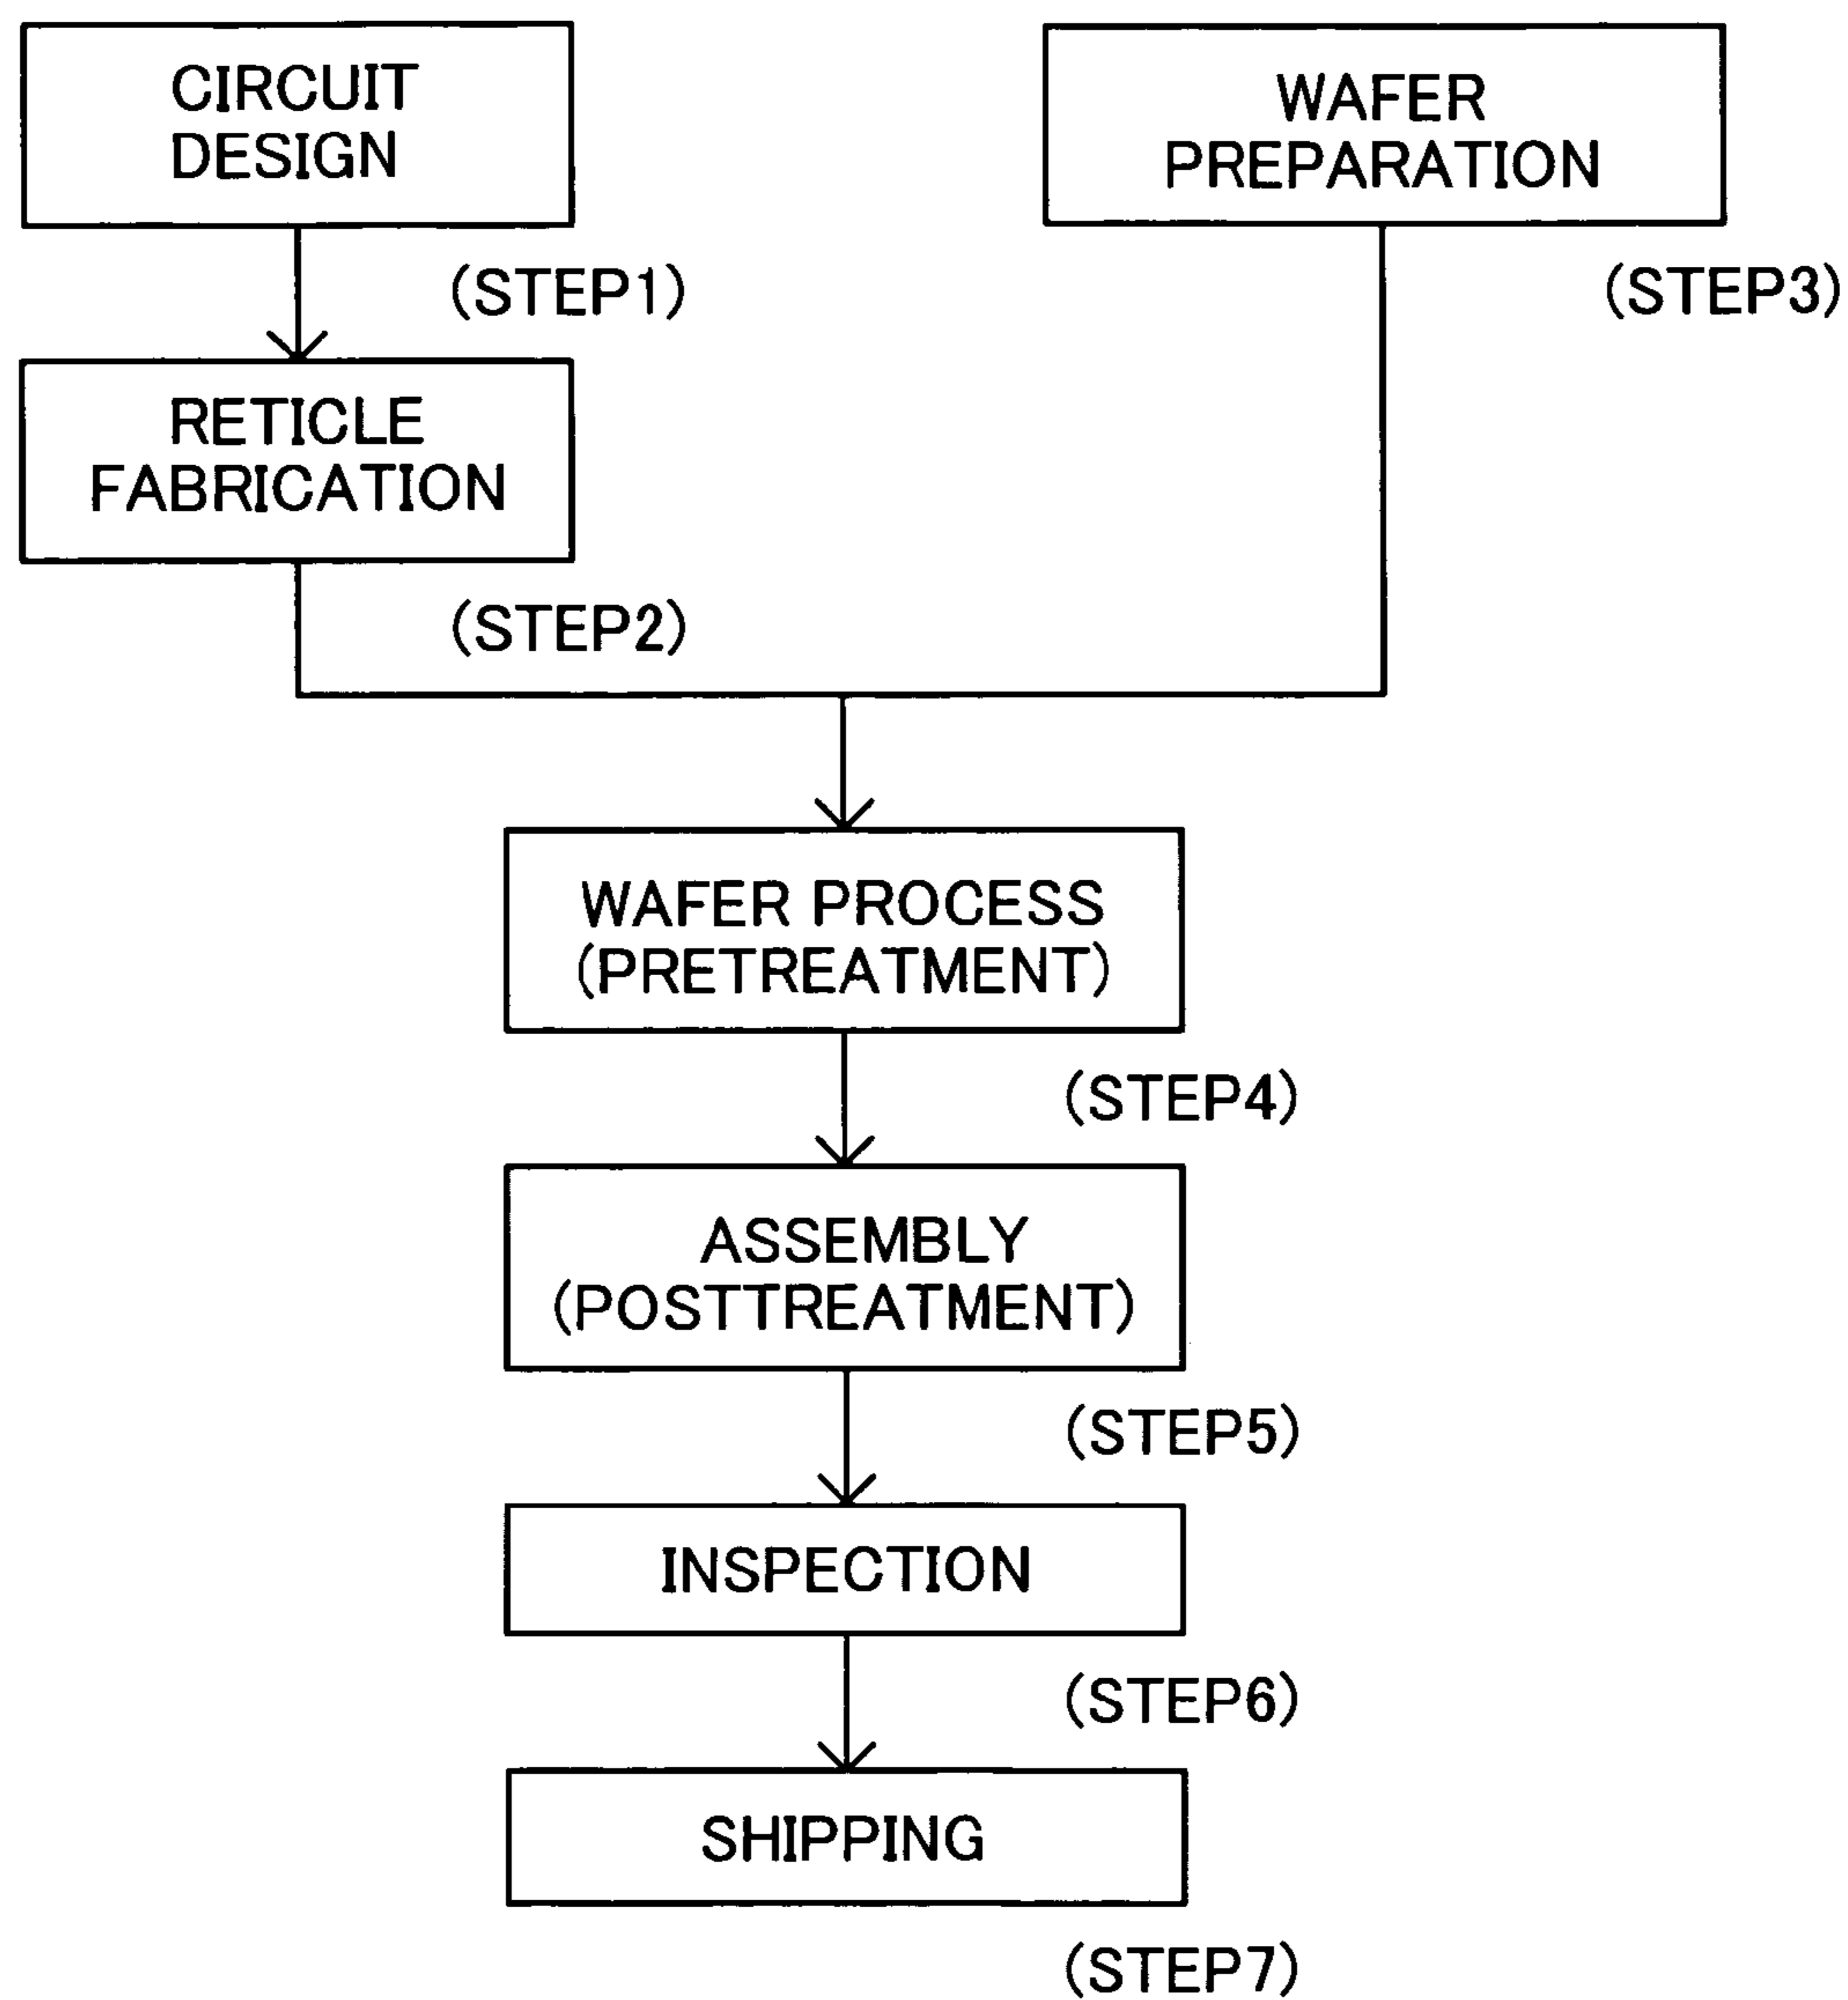 CIRCUIT
DESIGN
(STEP1)
RETICLE
FABRICATION
(STEP2)
WAFER
PREPARATION
(STEP3)
WAFER PROCESS
(PRETREATMENT)
(STEP4)
ASSEMBLY
(POSTTREATMENT)
(STEP5)
INSPECTION
(STEP6)
SHIPPING
(STEP7)